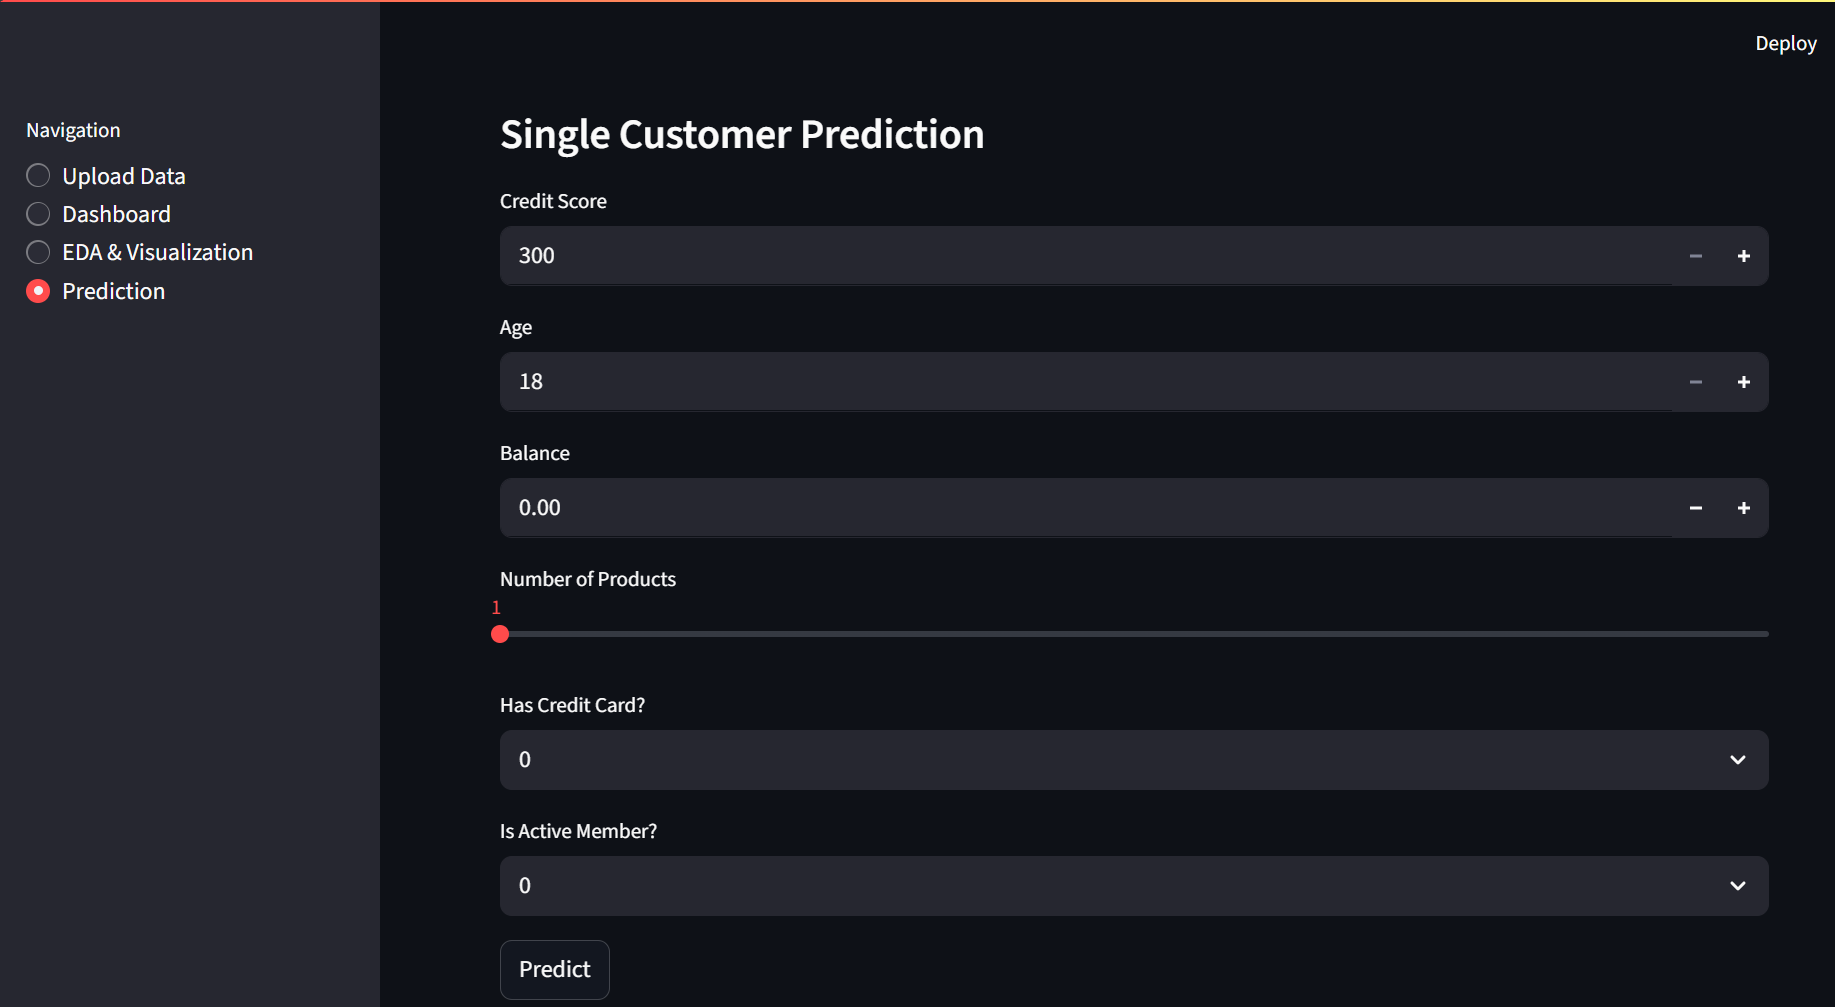 Deploy
Navigation
Upload Data
Dashboard
EDA & Visualization
Prediction
Single Customer Prediction
Credit Score
300
Age
18
Balance
0.00
Number of Products
1
Has Credit Card?
0
Is Active Member?
0
Predict